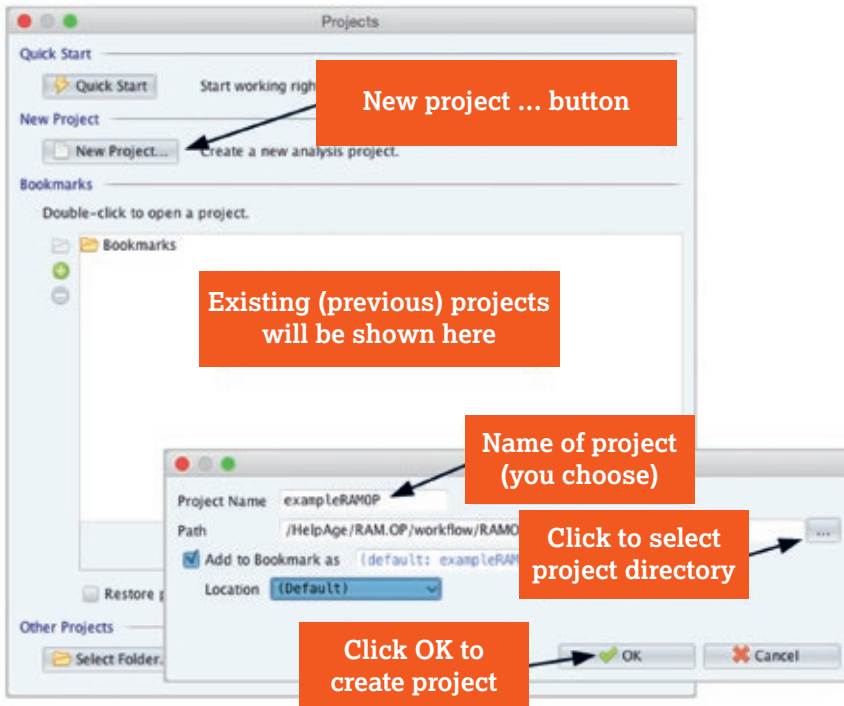 Projects
Quick Start
Quick Start
Start working righ
New project ... button
New Project
New Project...
Create a new analysis project.
Bookmarks
Double-click to open a project.
Bookmarks
Existing (previous) projects
will be shown here
Name of project
(you choose)
Project Name exampleRAMOP
Path /HelpAge/RAM.OP/workflow/RAMO
...
Click to select
project directory
Add to Bookmark as (default: exampleRAM
Location (Default)
Restore p
Other Projects
Select Folder.
Click OK to
create project
OK
Cancel